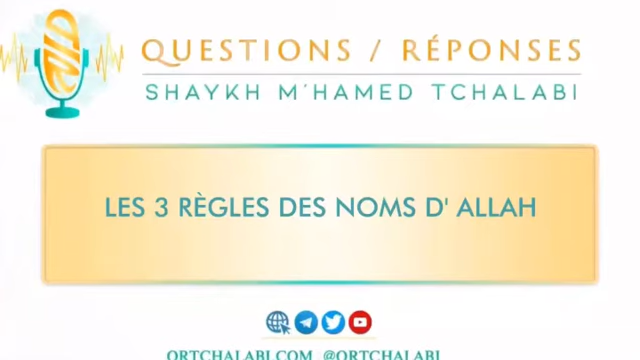 QUESTIONS / RÉPONSES
SHAYKH M'HAMED TCHALABI
LES 3 RÈGLES DES NOMS D' ALLAH
ORTCHALABI.COM @ORTCHALABI